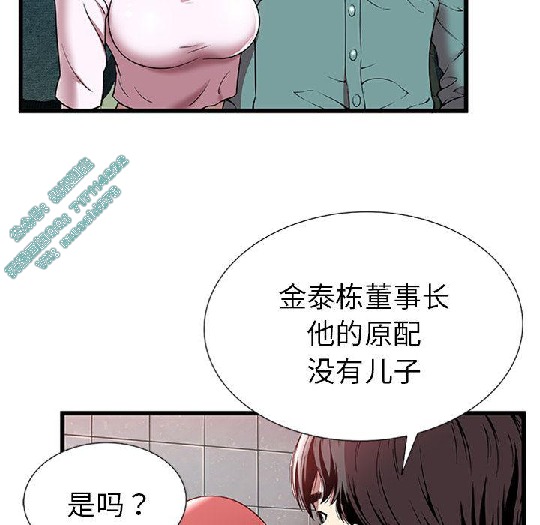 金泰栋董事长
他的原配
没有儿子
是吗？